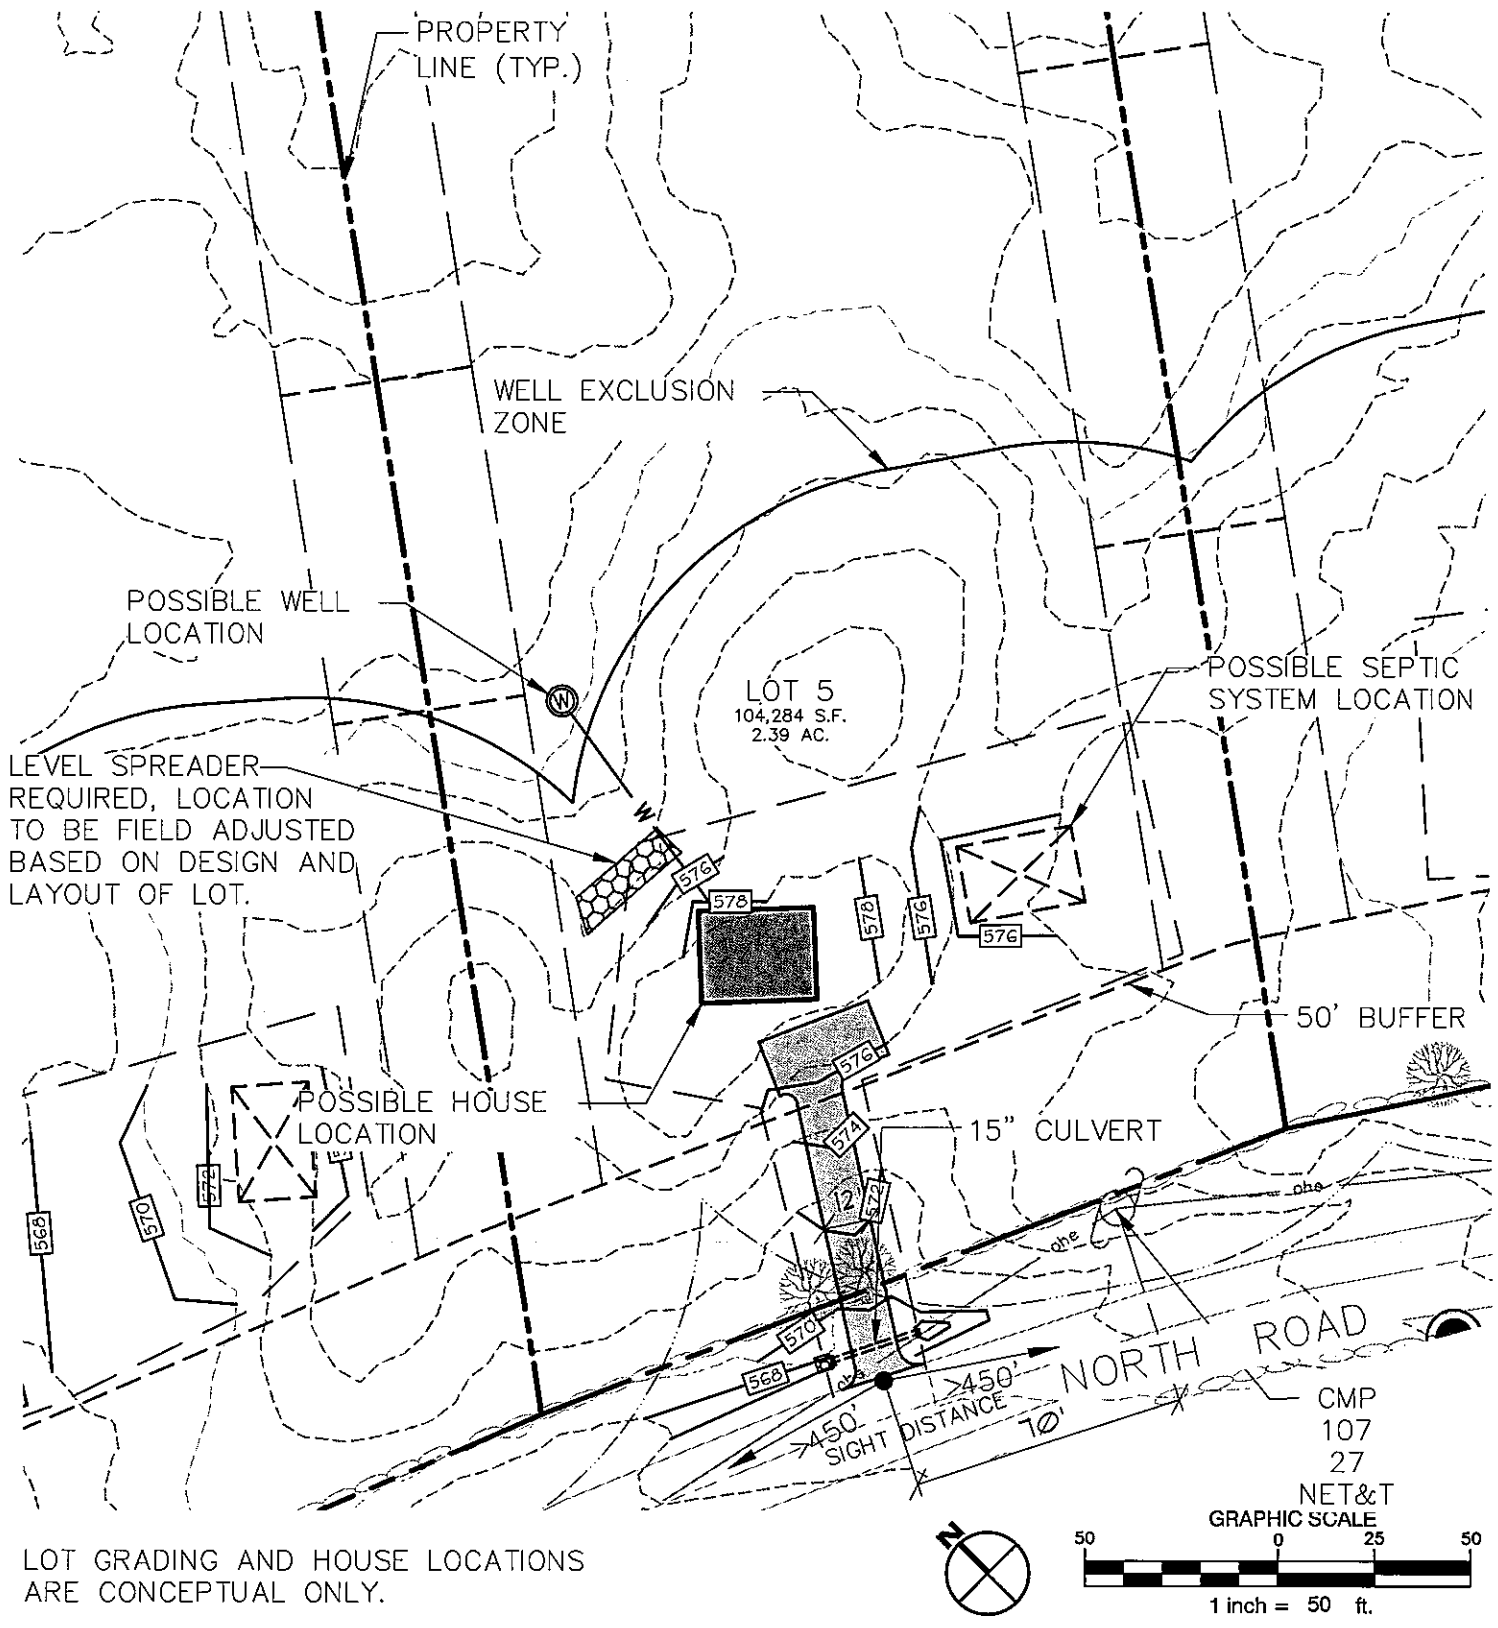 PROPERTY
LINE (TYP.)
WELL EXCLUSION
ZONE
POSSIBLE WELL
LOCATION
W
LOT 5
104,284 S.F.
2.39 AC.
POSSIBLE SEPTIC
SYSTEM LOCATION
LEVEL SPREADER
REQUIRED, LOCATION
TO BE FIELD ADJUSTED
BASED ON DESIGN AND
LAYOUT OF LOT.
W
576
578
578
576
576
50' BUFFER
576
POSSIBLE HOUSE
LOCATION
574
15" CULVERT
572
12'
572
570
568
ohe
ohe
570
568
ohe
NORTH ROAD
>450'
>450'
SIGHT DISTANCE
70'
CMP
107
27
NET&T
LOT GRADING AND HOUSE LOCATIONS
ARE CONCEPTUAL ONLY.
N
GRAPHIC SCALE
50 0 25 50
1 inch = 50 ft.